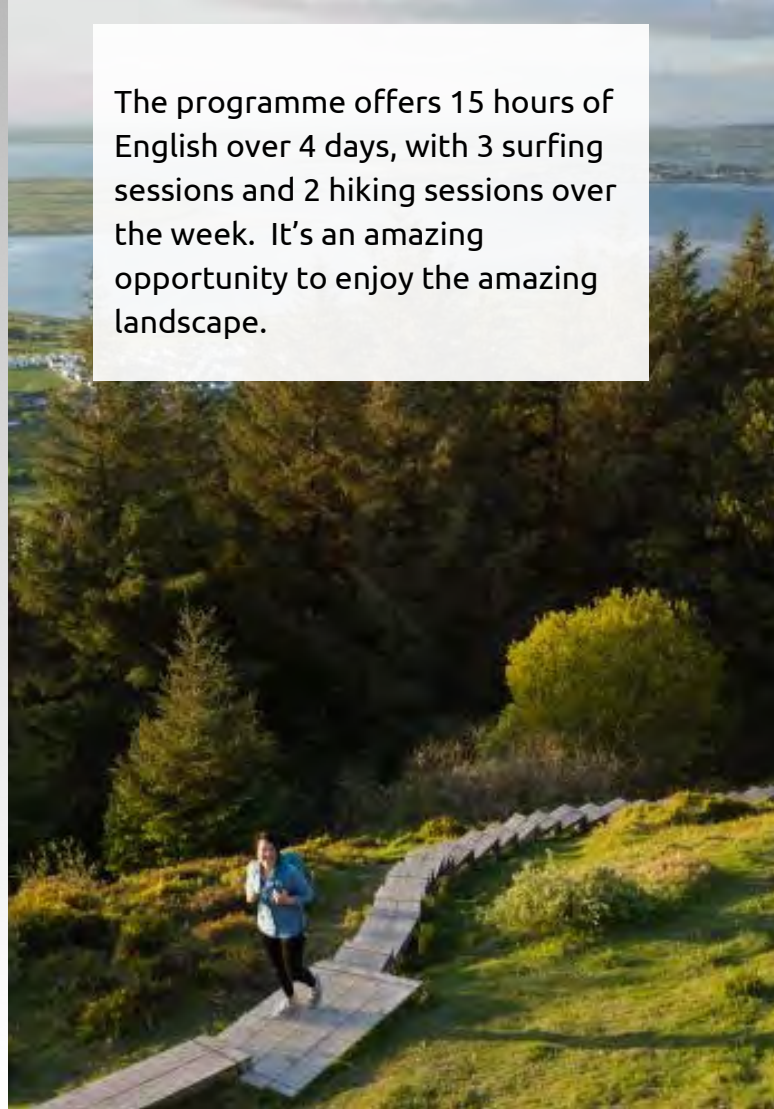 The programme offers 15 hours of
English over 4 days, with 3 surfing
sessions and 2 hiking sessions over
the week.  It’s an amazing
opportunity to enjoy the amazing
landscape.